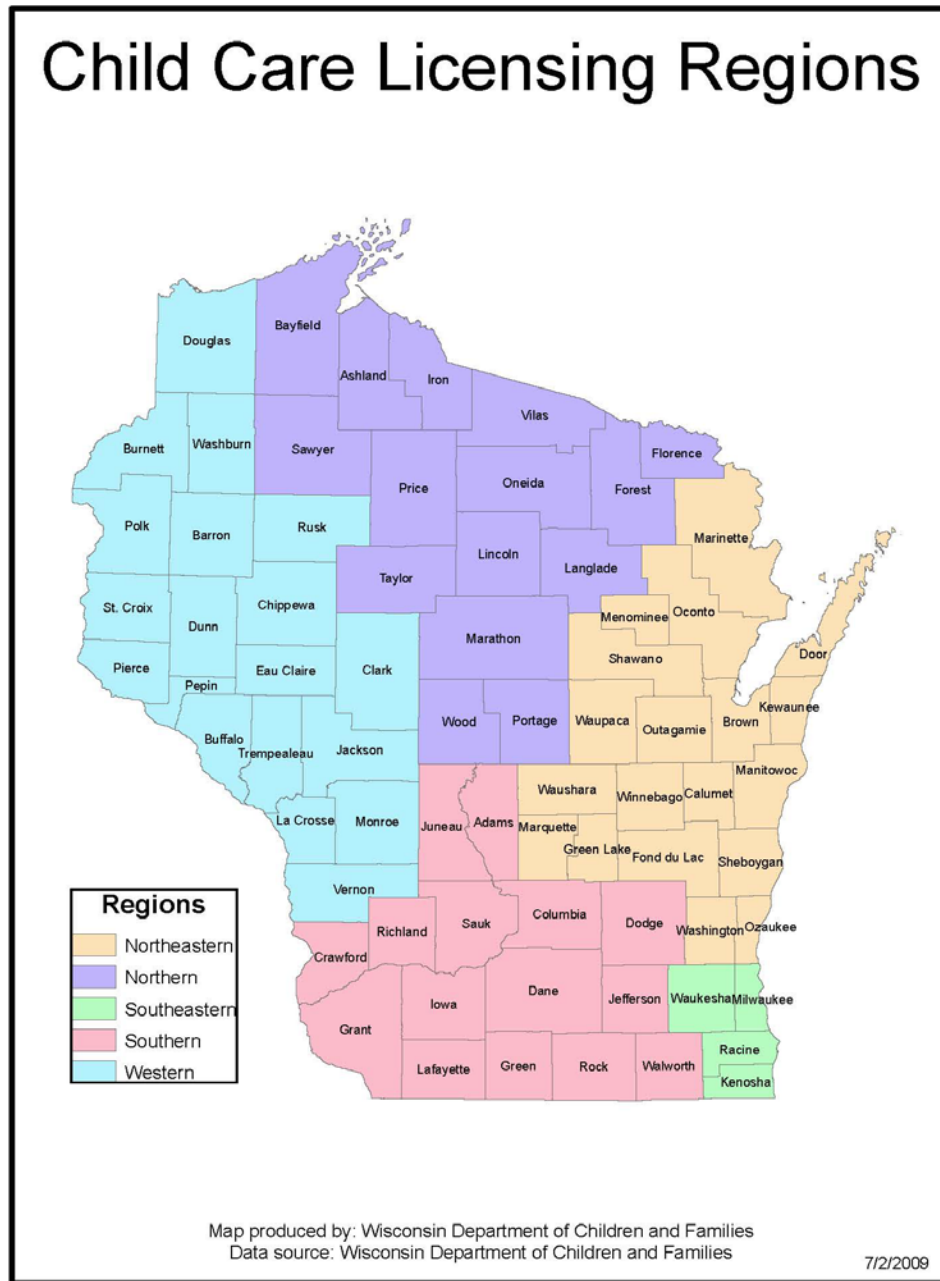 Child Care Licensing Regions
Bayfield
Douglas
Ashland
Iron
Vilas
Burnett
Washburn
Sawyer
Florence
Price
Oneida
Forest
Polk
Barron
Rusk
Marinette
Lincoln
Langlade
Taylor
St. Croix
Chippewa
Menominee
Oconto
Dunn
Marathon
Shawano
Door
Pierce
Eau Claire
Clark
Pepin
Kewaunee
Wood
Portage
Waupaca
Outagamie
Brown
Buffalo
Trempealeau
Jackson
Manitowoc
Waushara
Winnebago
Calumet
La Crosse
Monroe
Juneau
Adams
Marquette
Green Lake
Fond du Lac
Sheboygan
Vernon
Columbia
Dodge
Washington
Ozaukee
Richland
Sauk
Crawford
Dane
Jefferson
Waukesha
Milwaukee
Iowa
Grant
Racine
Lafayette
Green
Rock
Walworth
Kenosha
Regions
Northeastern
Northern
Southeastern
Southern
Western
Map produced by: Wisconsin Department of Children and Families
Data source: Wisconsin Department of Children and Families
7/2/2009